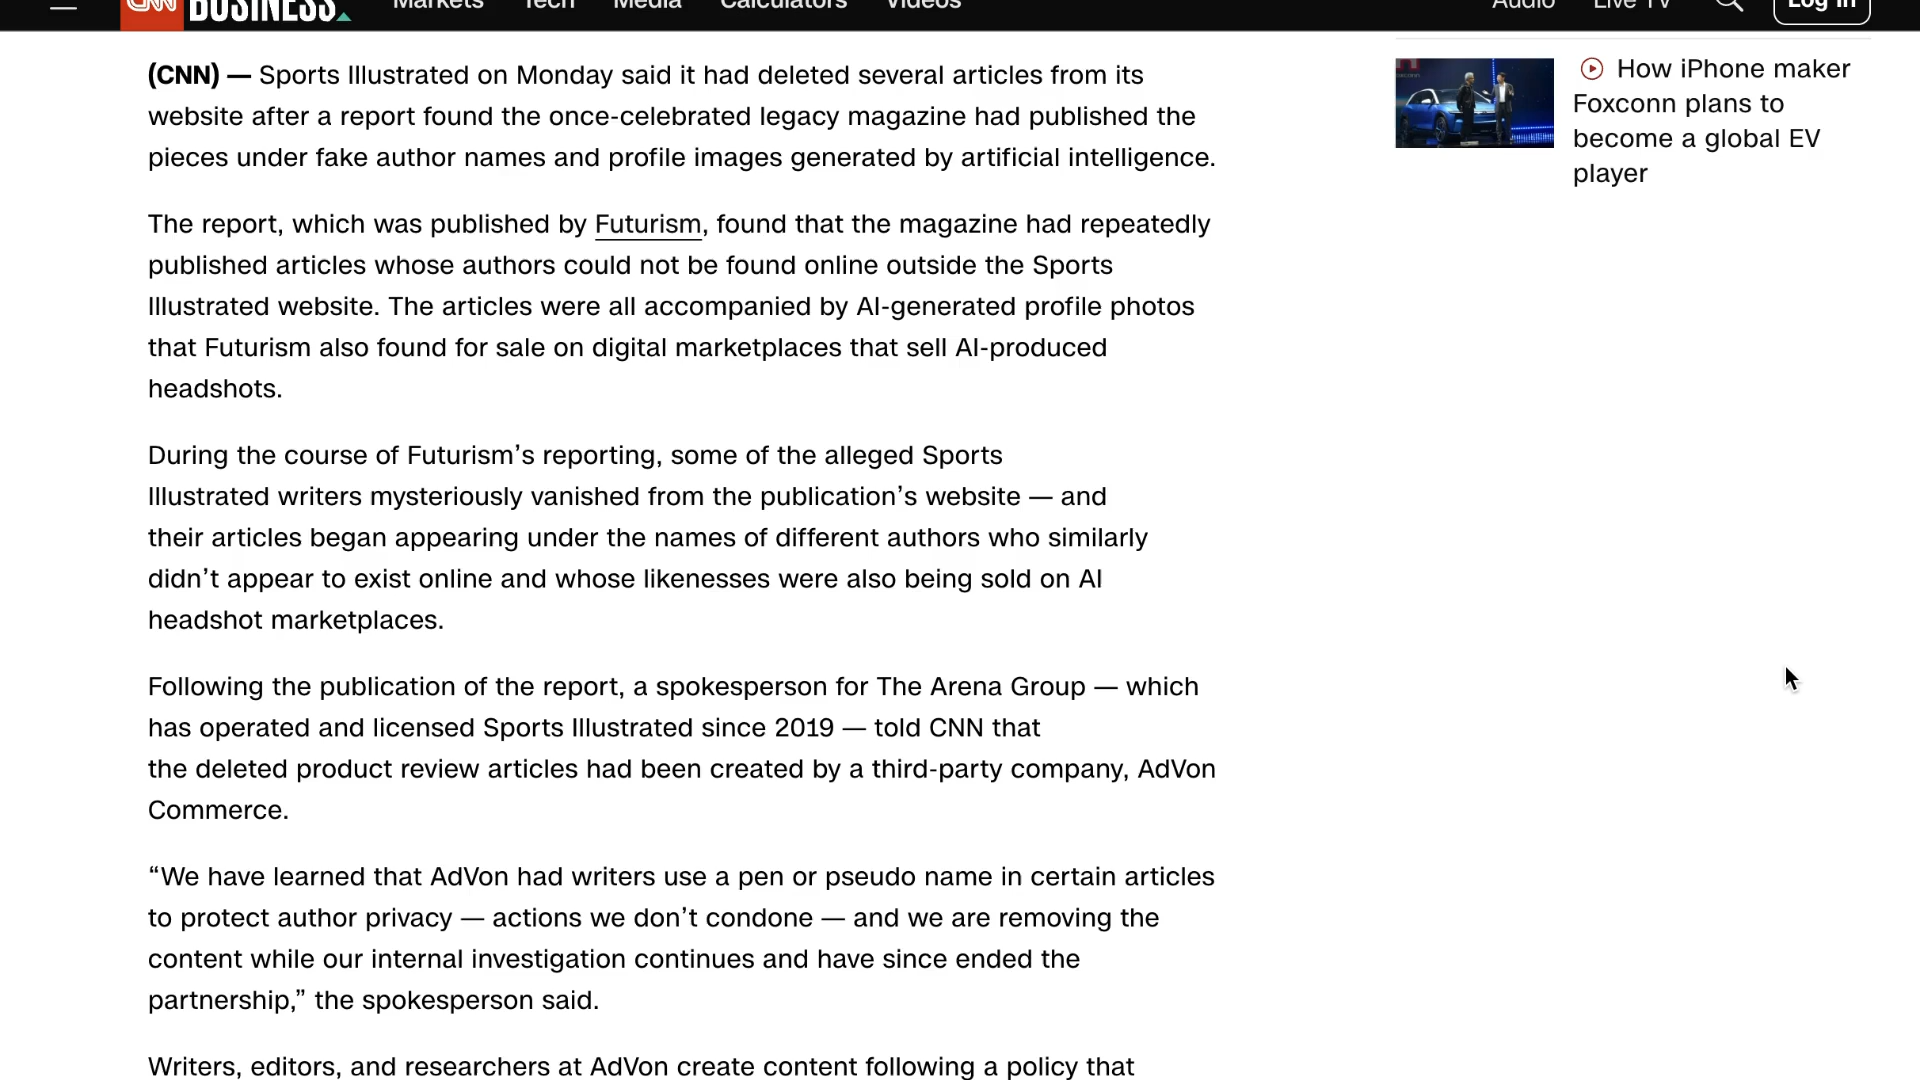 CNN BUSINESS Markets Tech Media Calculators Videos Audio Live TV Log In
(CNN) — Sports Illustrated on Monday said it had deleted several articles from its
website after a report found the once-celebrated legacy magazine had published the
pieces under fake author names and profile images generated by artificial intelligence.
The report, which was published by Futurism, found that the magazine had repeatedly
published articles whose authors could not be found online outside the Sports
Illustrated website. The articles were all accompanied by AI-generated profile photos
that Futurism also found for sale on digital marketplaces that sell AI-produced
headshots.
During the course of Futurism’s reporting, some of the alleged Sports
Illustrated writers mysteriously vanished from the publication’s website — and
their articles began appearing under the names of different authors who similarly
didn’t appear to exist online and whose likenesses were also being sold on AI
headshot marketplaces.
Following the publication of the report, a spokesperson for The Arena Group — which
has operated and licensed Sports Illustrated since 2019 — told CNN that
the deleted product review articles had been created by a third-party company, AdVon
Commerce.
“We have learned that AdVon had writers use a pen or pseudo name in certain articles
to protect author privacy — actions we don’t condone — and we are removing the
content while our internal investigation continues and have since ended the
partnership,” the spokesperson said.
Writers, editors, and researchers at AdVon create content following a policy that
How iPhone maker
Foxconn plans to
become a global EV
player